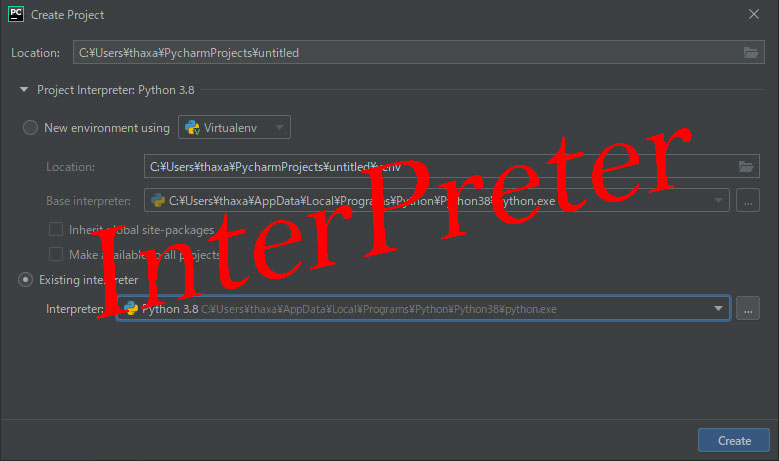 PC
Create Project
Location: C:¥Users¥thaxa¥PycharmProjects¥untitled
Project Interpreter: Python 3.8
New environment using Virtualenv
Location: C:¥Users¥thaxa¥PycharmProjects¥untitled¥venv
Base interpreter: C:¥Users¥thaxa¥AppData¥Local¥Programs¥Python¥Python38¥python.exe ...
Inherit global site-packages
Make available to all projects
Existing interpreter
Interpreter: Python 3.8 C:¥Users¥thaxa¥AppData¥Local¥Programs¥Python¥Python38¥python.exe ...
InterPreter
Create